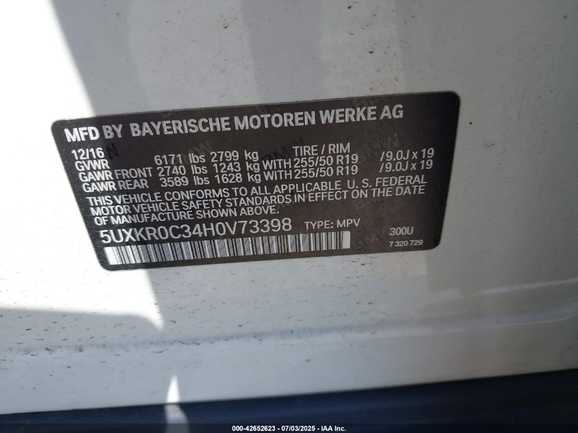 MFD BY BAYERISCHE MOTOREN WERKE AG
12/16
GVWR 6171 lbs 2799 kg TIRE / RIM
GAWR FRONT 2740 lbs 1243 kg WITH 255/50 R19 / 9.0J x 19
GAWR REAR 3589 lbs 1628 kg WITH 255/50 R19 / 9.0J x 19
THIS VEHICLE CONFORMS TO ALL APPLICABLE U. S. FEDERAL
MOTOR VEHICLE SAFETY STANDARDS IN EFFECT ON THE
DATE OF MANUFACTURE SHOWN ABOVE.
5UXKR0C34H0V73398 TYPE: MPV 300U
7 320 729
000-42652623 - 07/03/2025 - IAA, Inc.